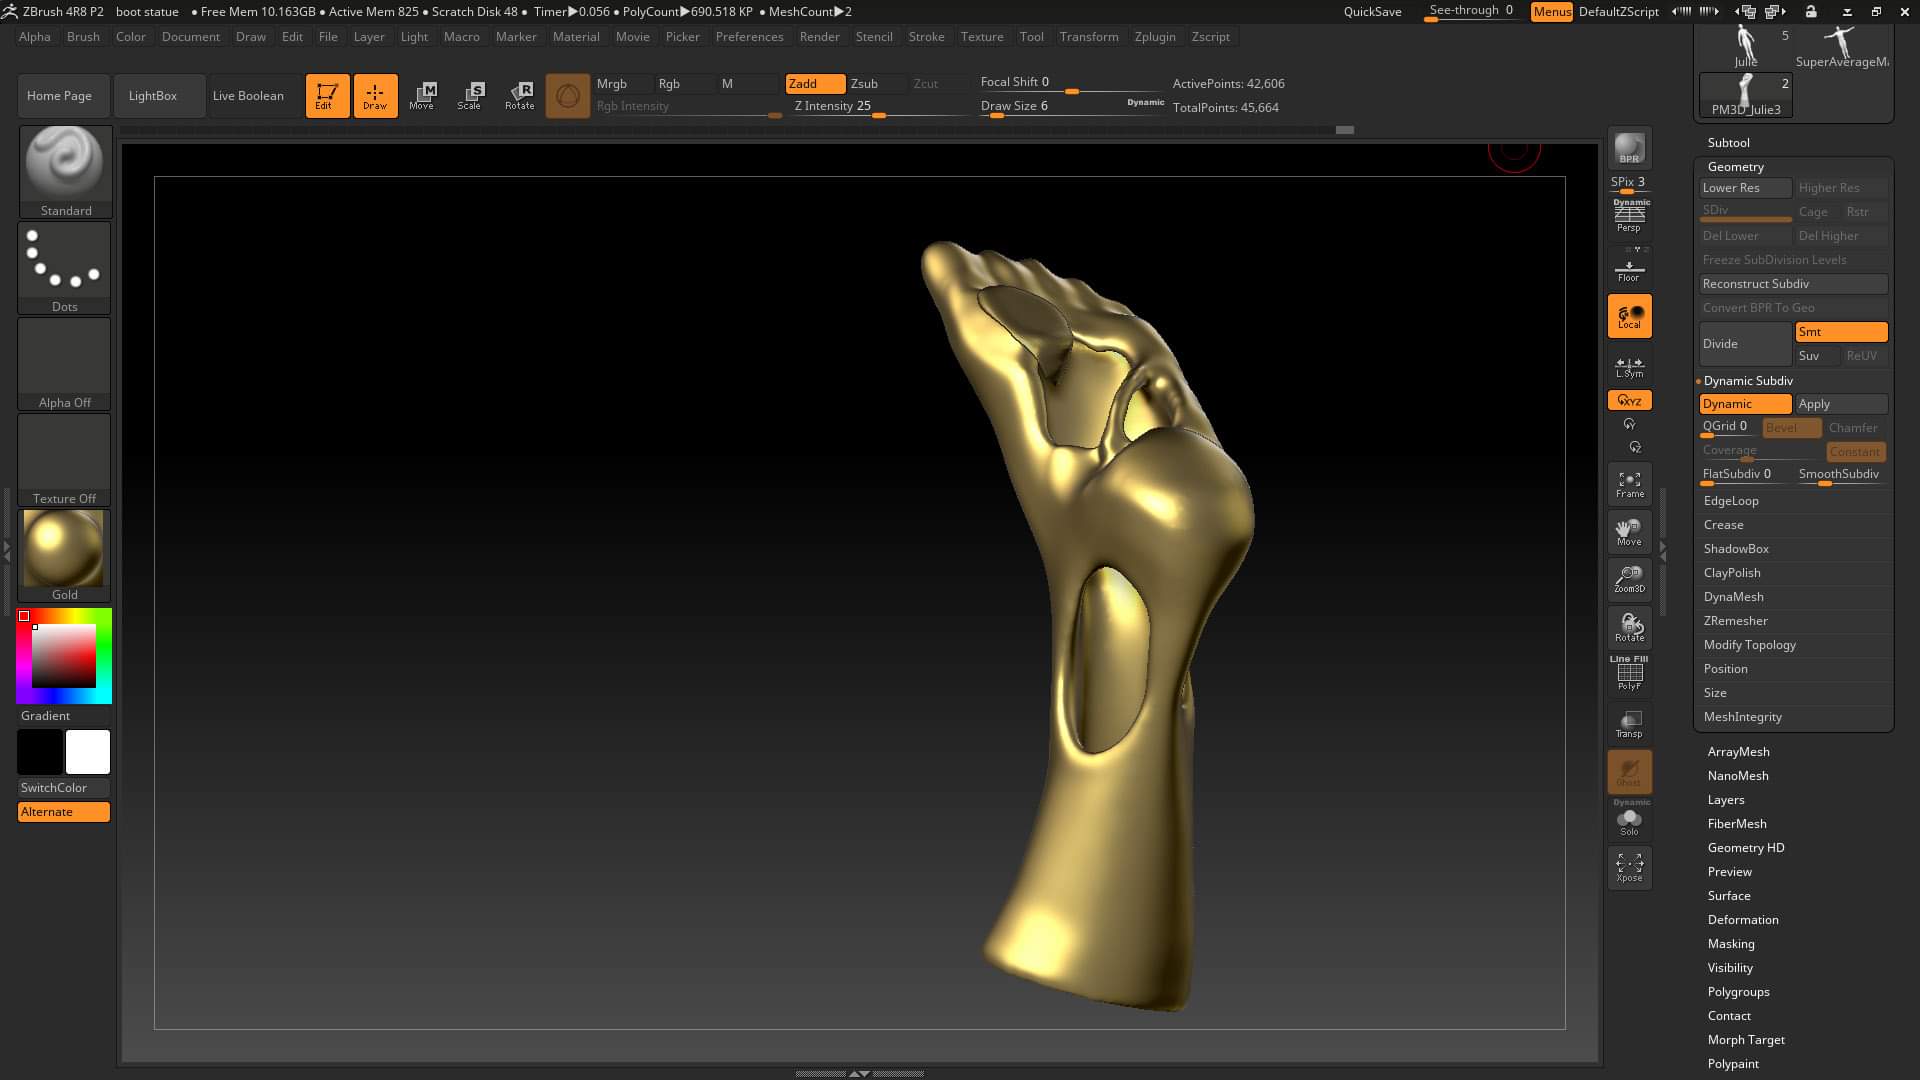 ZBrush 4R8 P2 boot statue ● Free Mem 10.163GB ● Active Mem 825 ● Scratch Disk 48 ● Timer▶0.056 ● PolyCount▶690.518 KP ● MeshCount▶2 QuickSave See-through 0 Menus DefaultZScript
Alpha Brush Color Document Draw Edit File Layer Light Macro Marker Material Movie Picker Preferences Render Stencil Stroke Texture Tool Transform Zplugin Zscript
Home Page LightBox Live Boolean Edit Draw Move Scale Rotate
Mrgb Rgb M Zadd Zsub Zcut Focal Shift 0 ActivePoints: 42,606
Rgb Intensity Z Intensity 25 Draw Size 6 Dynamic TotalPoints: 45,664
Standard
Dots
Alpha Off
Texture Off
Gold
Gradient
SwitchColor
Alternate
BPR
SPix 3
Dynamic
Persp
Floor
Local
L.Sym
XYZ
Frame
Move
Zoom3D
Rotate
Line Fill
PolyF
Transp
Ghost
Dynamic
Solo
Xpose
5
Julie SuperAverageM
2
PM3D_Julie3
Subtool
Geometry
Lower Res Higher Res
SDiv Cage Rstr
Del Lower Del Higher
Freeze SubDivision Levels
Reconstruct Subdiv
Convert BPR To Geo
Divide Smt
Suv ReUV
Dynamic Subdiv
Dynamic Apply
QGrid 0 Bevel Chamfer
Coverage Constant
FlatSubdiv 0 SmoothSubdiv
EdgeLoop
Crease
ShadowBox
ClayPolish
DynaMesh
ZRemesher
Modify Topology
Position
Size
MeshIntegrity
ArrayMesh
NanoMesh
Layers
FiberMesh
Geometry HD
Preview
Surface
Deformation
Masking
Visibility
Polygroups
Contact
Morph Target
Polypaint